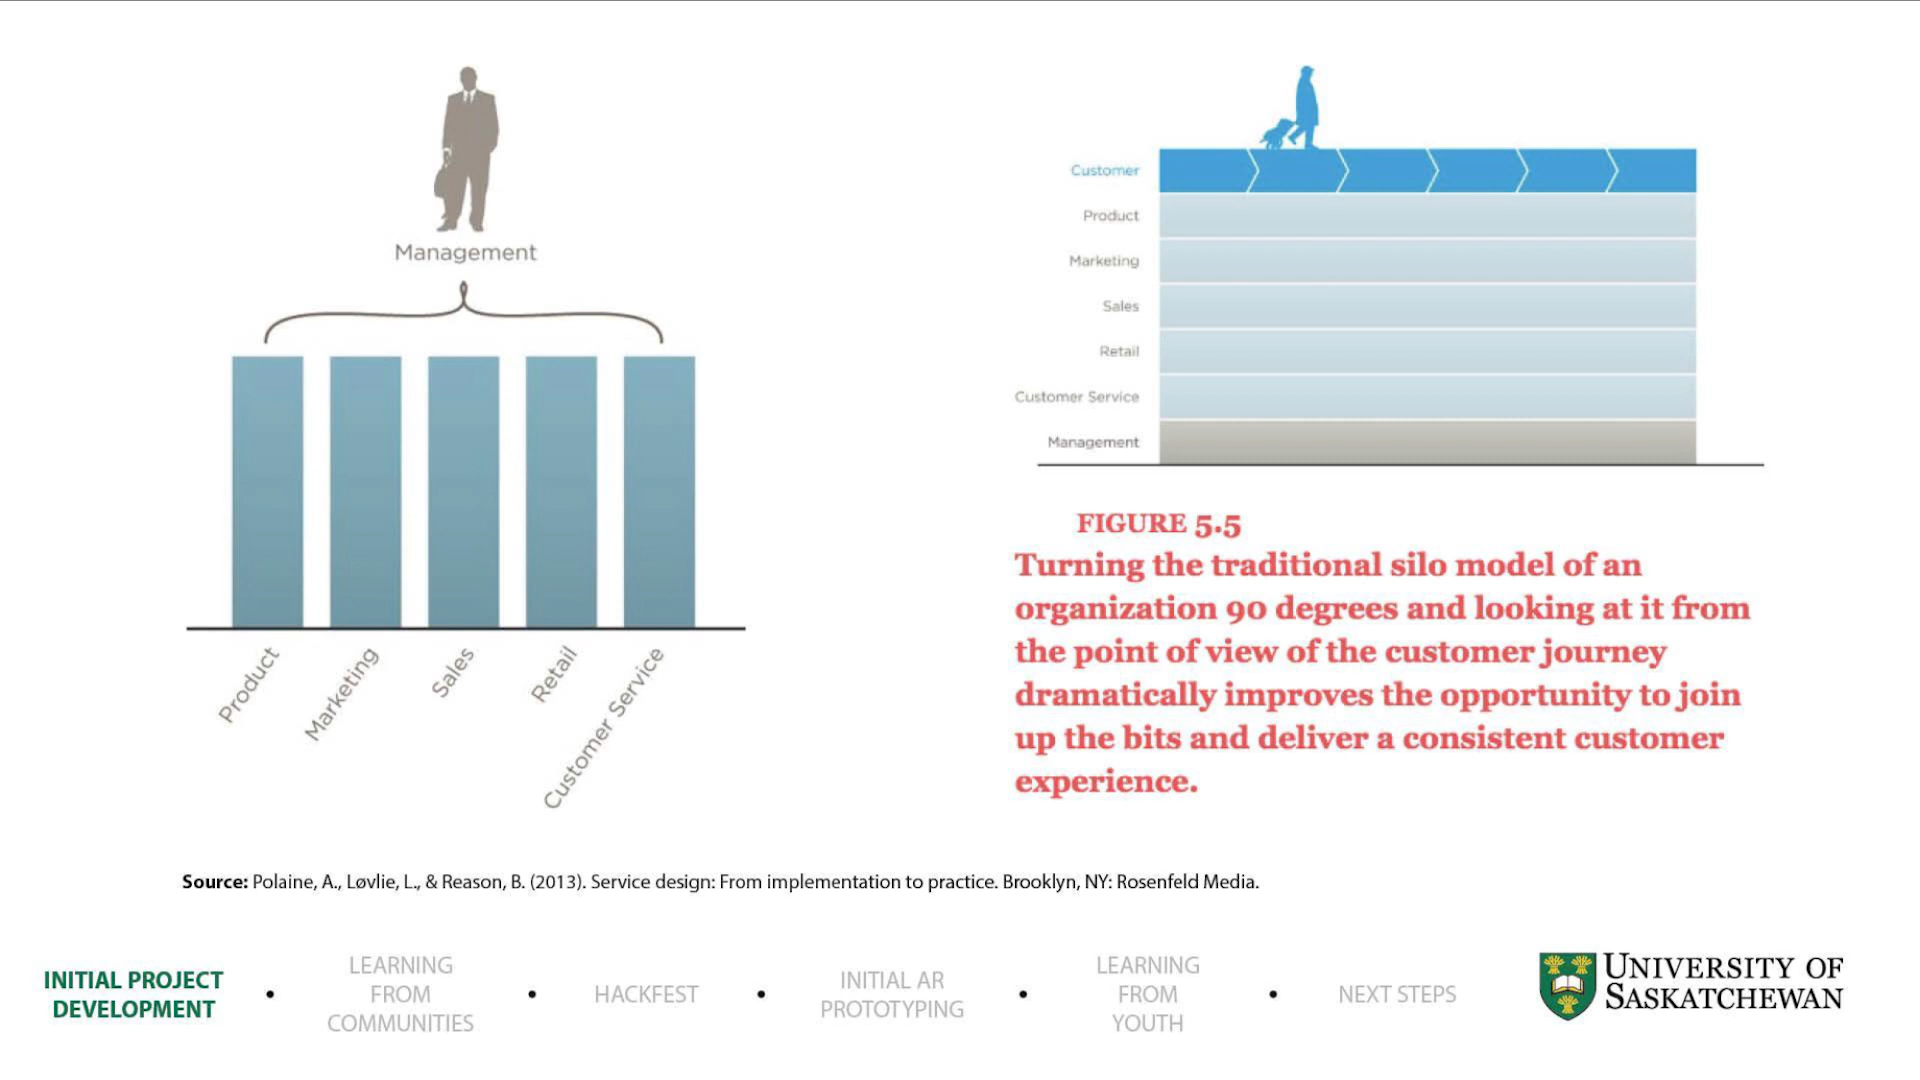 Management
Product
Marketing
Sales
Retail
Customer Service
Customer
Product
Marketing
Sales
Retail
Customer Service
Management
FIGURE 5.5
Turning the traditional silo model of an
organization 90 degrees and looking at it from
the point of view of the customer journey
dramatically improves the opportunity to join
up the bits and deliver a consistent customer
experience.
Source: Polaine, A., Løvlie, L., & Reason, B. (2013). Service design: From implementation to practice. Brooklyn, NY: Rosenfeld Media.
INITIAL PROJECT
DEVELOPMENT
•
LEARNING
FROM
COMMUNITIES
•
HACKFEST
•
INITIAL AR
PROTOTYPING
•
LEARNING
FROM
YOUTH
•
NEXT STEPS
UNIVERSITY OF
SASKATCHEWAN